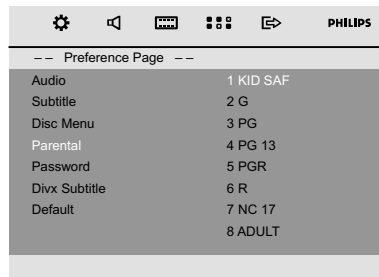 PHILIPS
-- Preference Page --
Audio
Subtitle
Disc Menu
Parental
Password
Divx Subtitle
Default
1 KID SAF
2 G
3 PG
4 PG 13
5 PGR
6 R
7 NC 17
8 ADULT